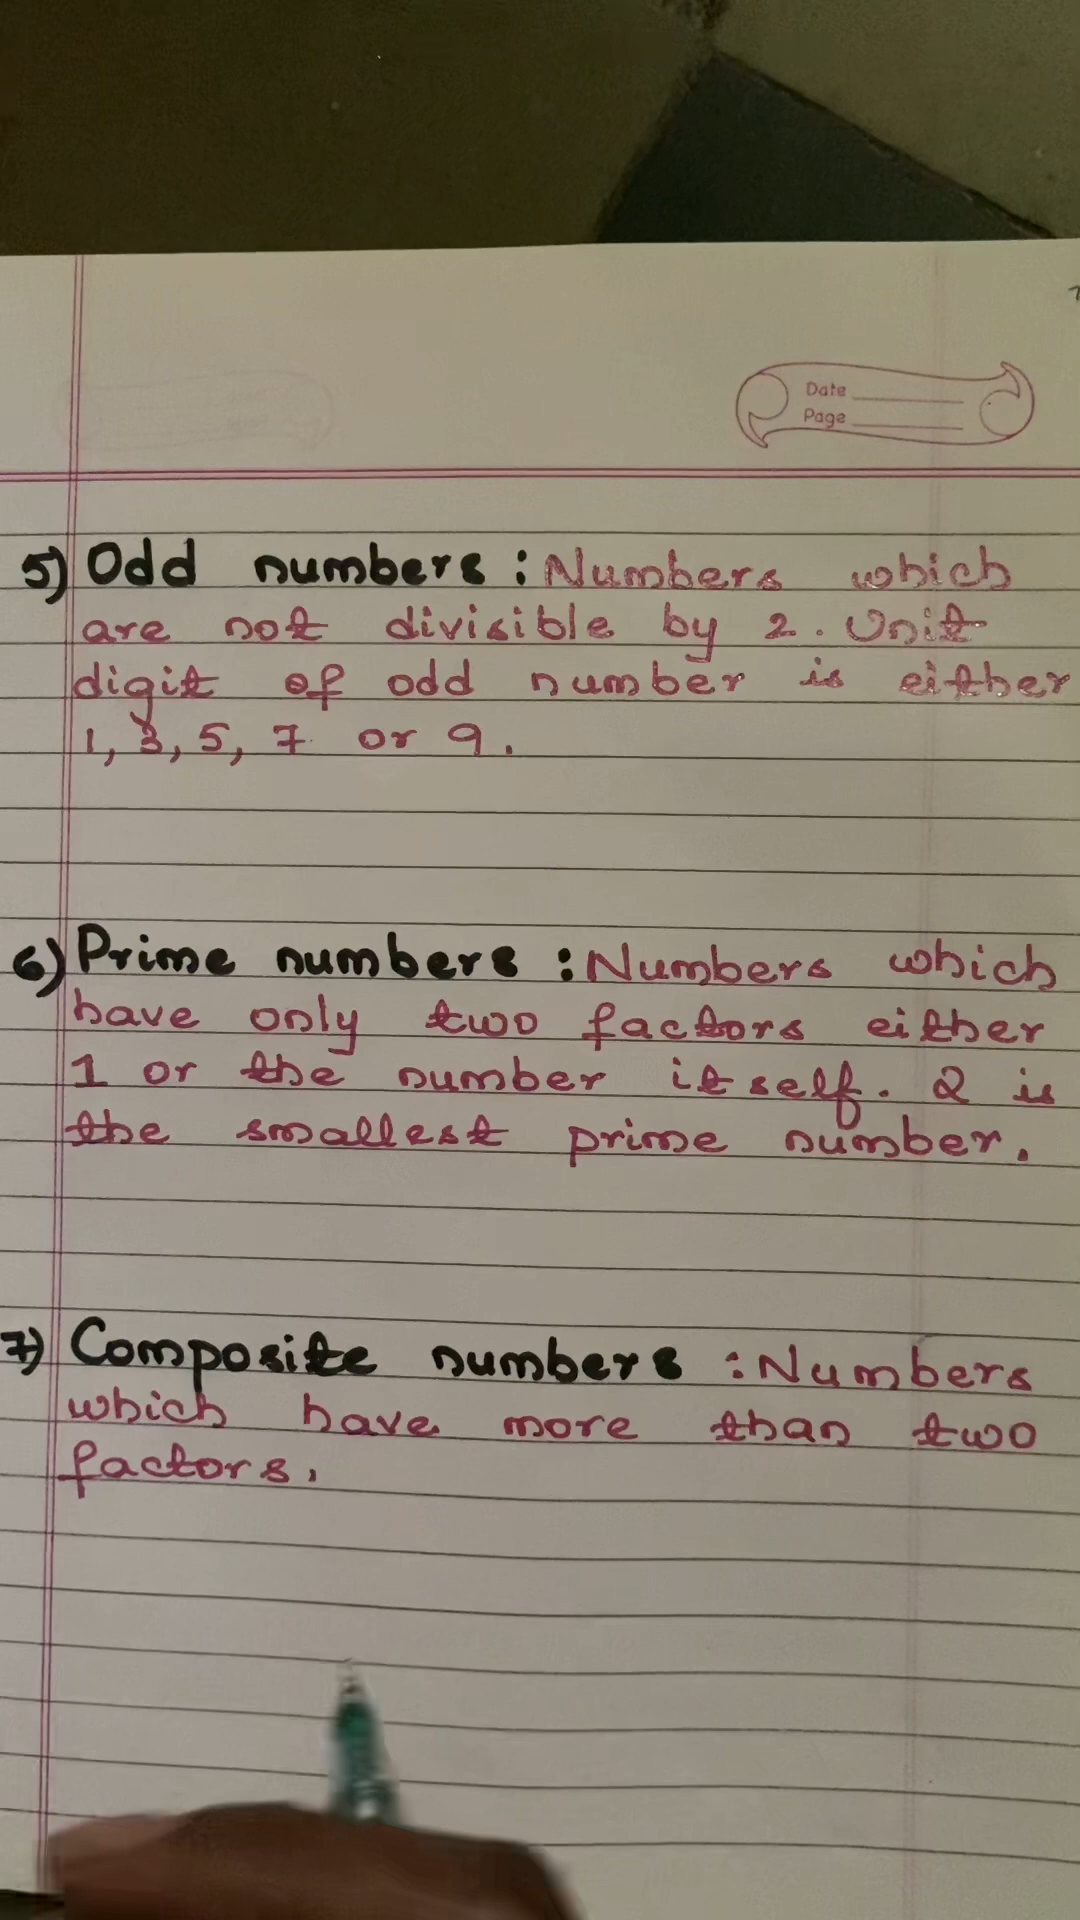 Date
Page
5) Odd numbers : Numbers which
are not divisible by 2. Unit
digit of odd number is either
1, 3, 5, 7 or 9.
6) Prime numbers : Numbers which
have only two factors either
1 or the number itself. 2 is
the smallest prime number.
7) Composite numbers : Numbers
which have more than two
factors.